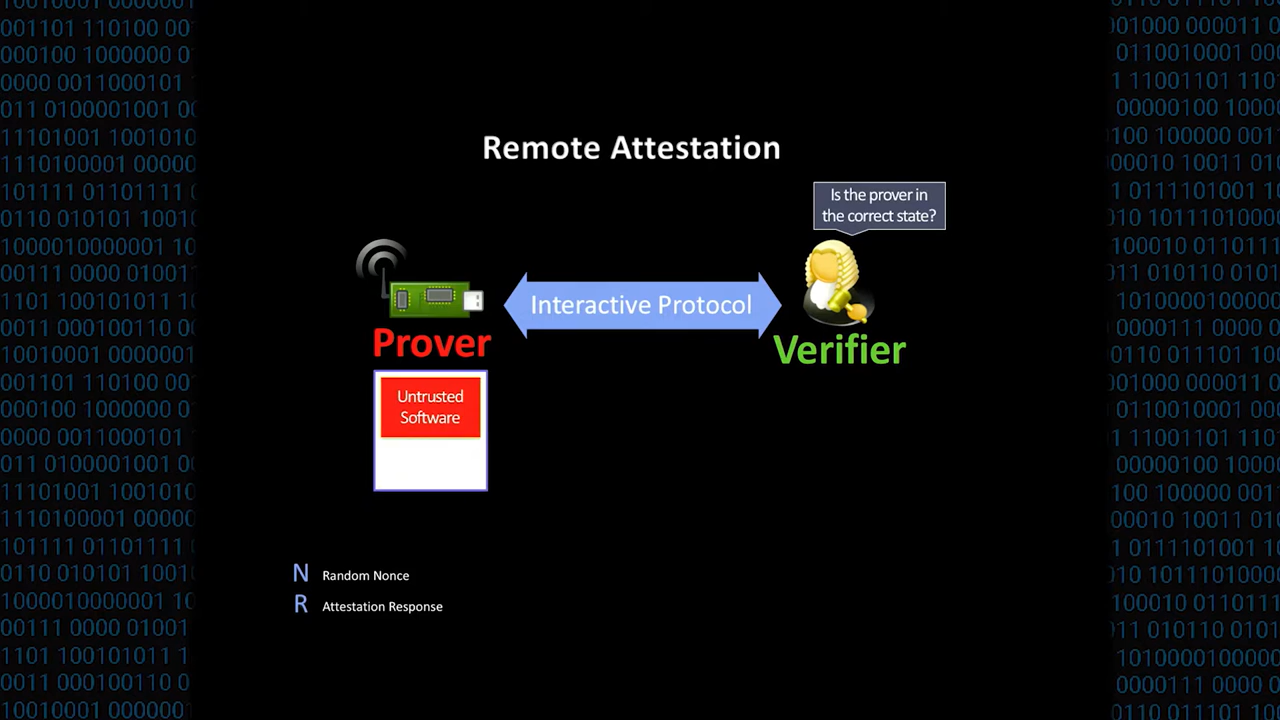 Remote Attestation
Is the prover in
the correct state?
Interactive Protocol
Prover
Verifier
Untrusted
Software
N Random Nonce
R Attestation Response